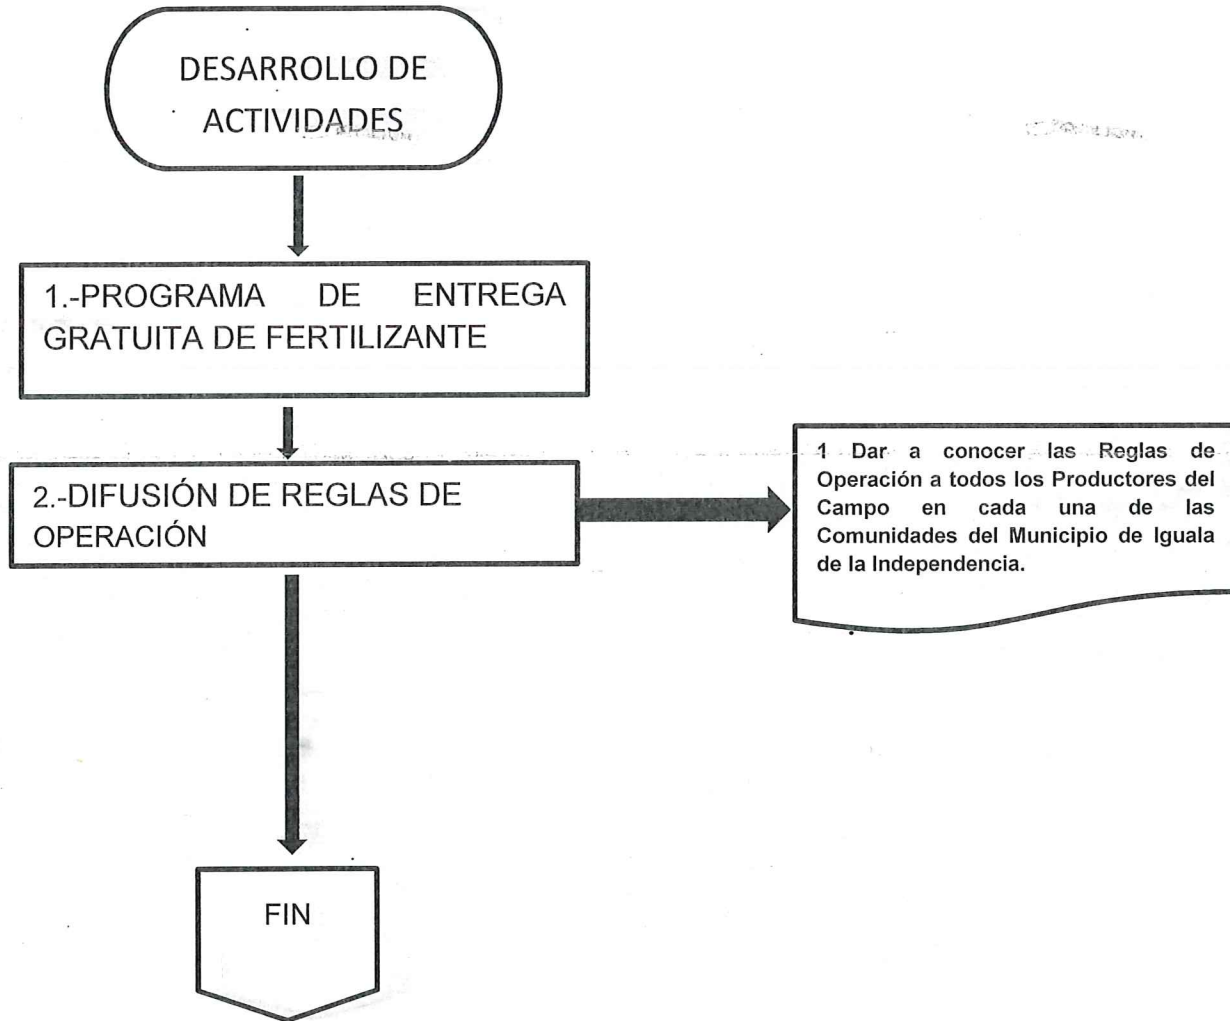 DESARROLLO DE
ACTIVIDADES
1.-PROGRAMA DE ENTREGA
GRATUITA DE FERTILIZANTE
2.-DIFUSIÓN DE REGLAS DE
OPERACIÓN
1 Dar a conocer las Reglas de
Operación a todos los Productores del
Campo en cada una de las
Comunidades del Municipio de Iguala
de la Independencia.
FIN